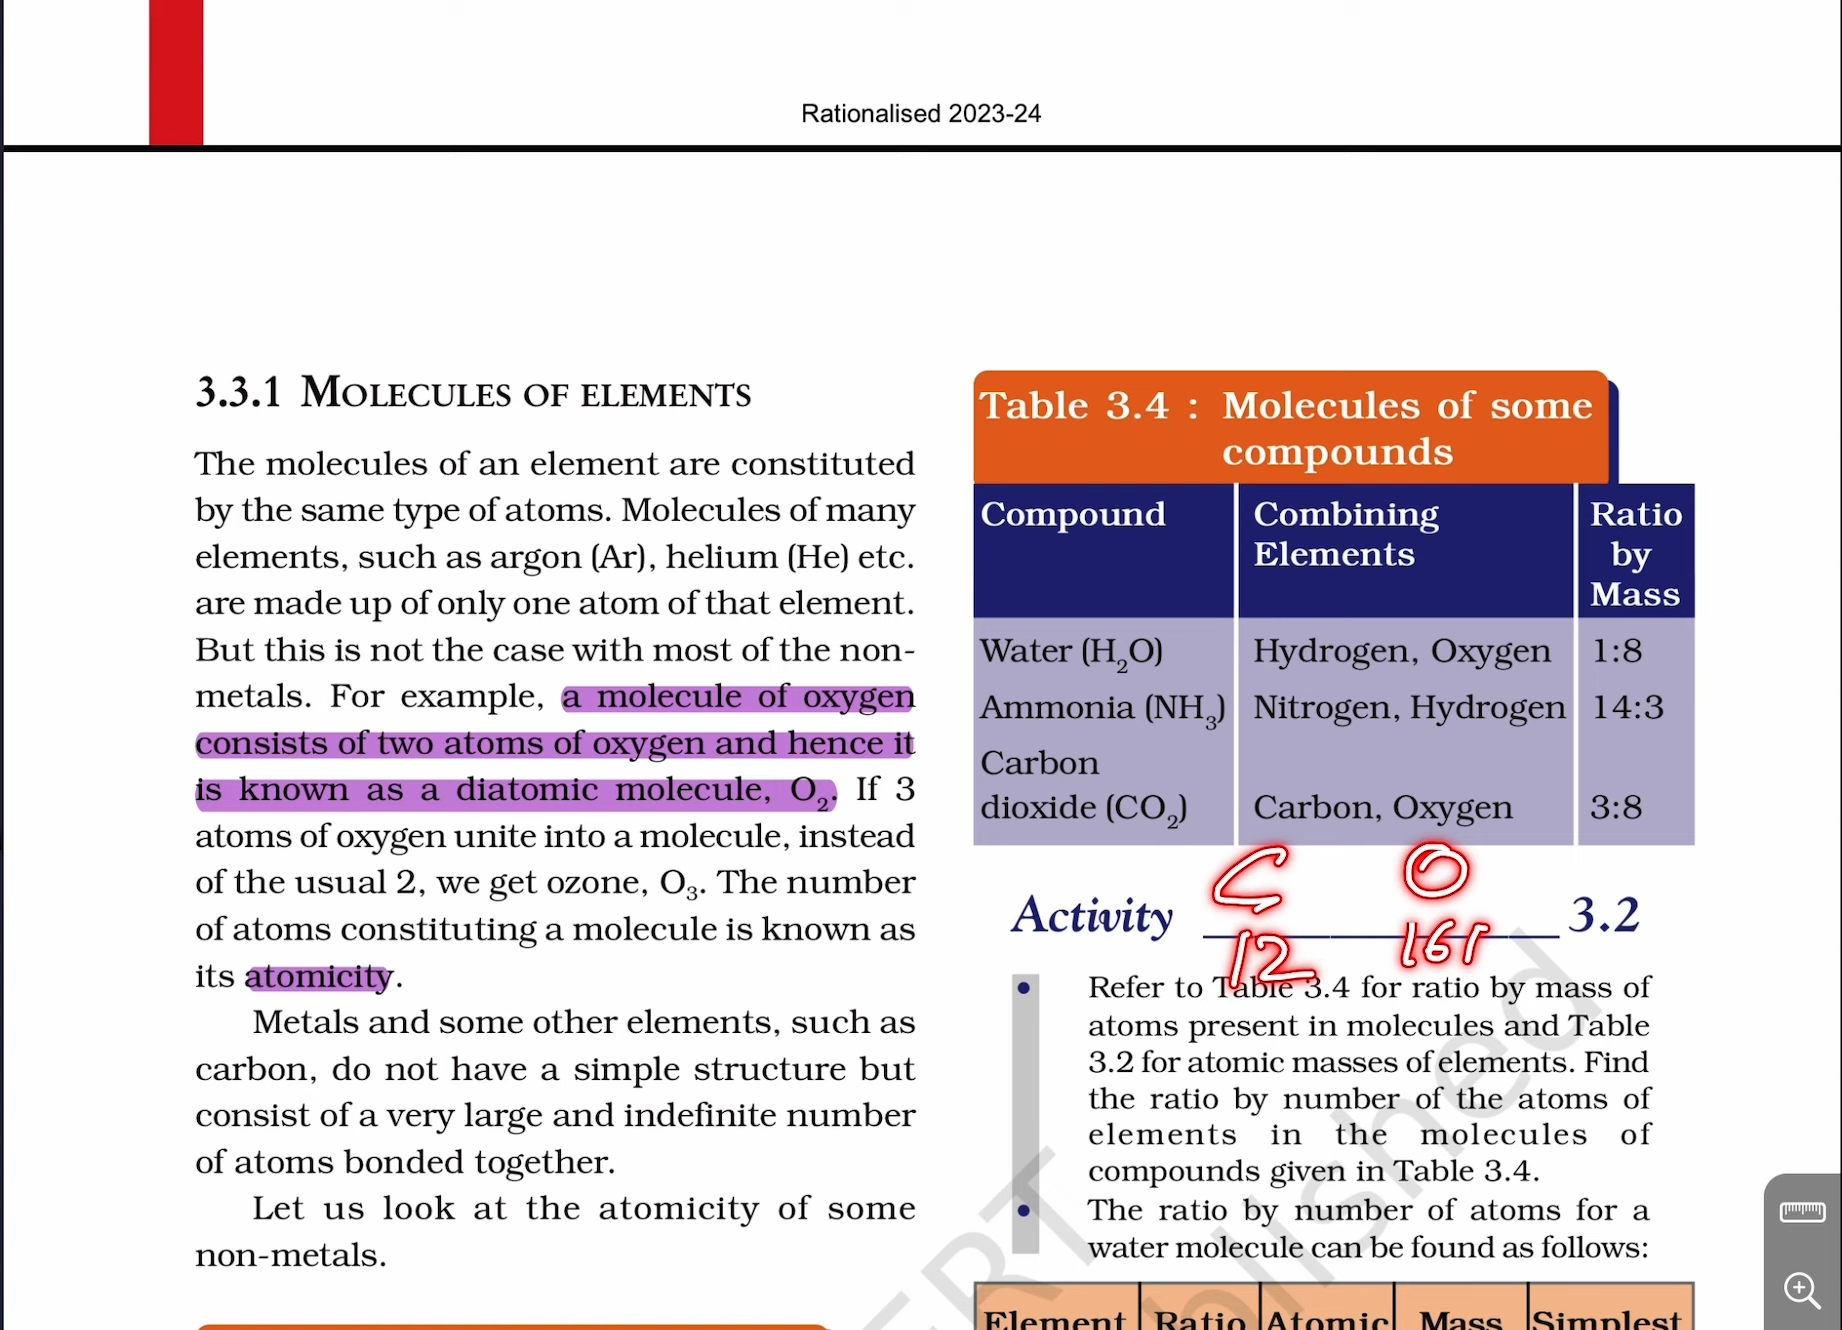 Rationalised 2023-24
3.3.1 MOLECULES OF ELEMENTS
The molecules of an element are constituted
by the same type of atoms. Molecules of many
elements, such as argon (Ar), helium (He) etc.
are made up of only one atom of that element.
But this is not the case with most of the non-
metals. For example, a molecule of oxygen
consists of two atoms of oxygen and hence it
is known as a diatomic molecule, O₂. If 3
atoms of oxygen unite into a molecule, instead
of the usual 2, we get ozone, O₃. The number
of atoms constituting a molecule is known as
its atomicity.
Metals and some other elements, such as
carbon, do not have a simple structure but
consist of a very large and indefinite number
of atoms bonded together.
Let us look at the atomicity of some
non-metals.
Table 3.4 : Molecules of some
compounds
Compound Combining Elements Ratio by Mass
Water (H₂O) Hydrogen, Oxygen 1:8
Ammonia (NH₃) Nitrogen, Hydrogen 14:3
Carbon
dioxide (CO₂) Carbon, Oxygen 3:8
C O
Activity 3.2
12 16
Refer to Table 3.4 for ratio by mass of
atoms present in molecules and Table
3.2 for atomic masses of elements. Find
the ratio by number of the atoms of
elements in the molecules of
compounds given in Table 3.4.
The ratio by number of atoms for a
water molecule can be found as follows:
Element Ratio Atomic Mass Simplest